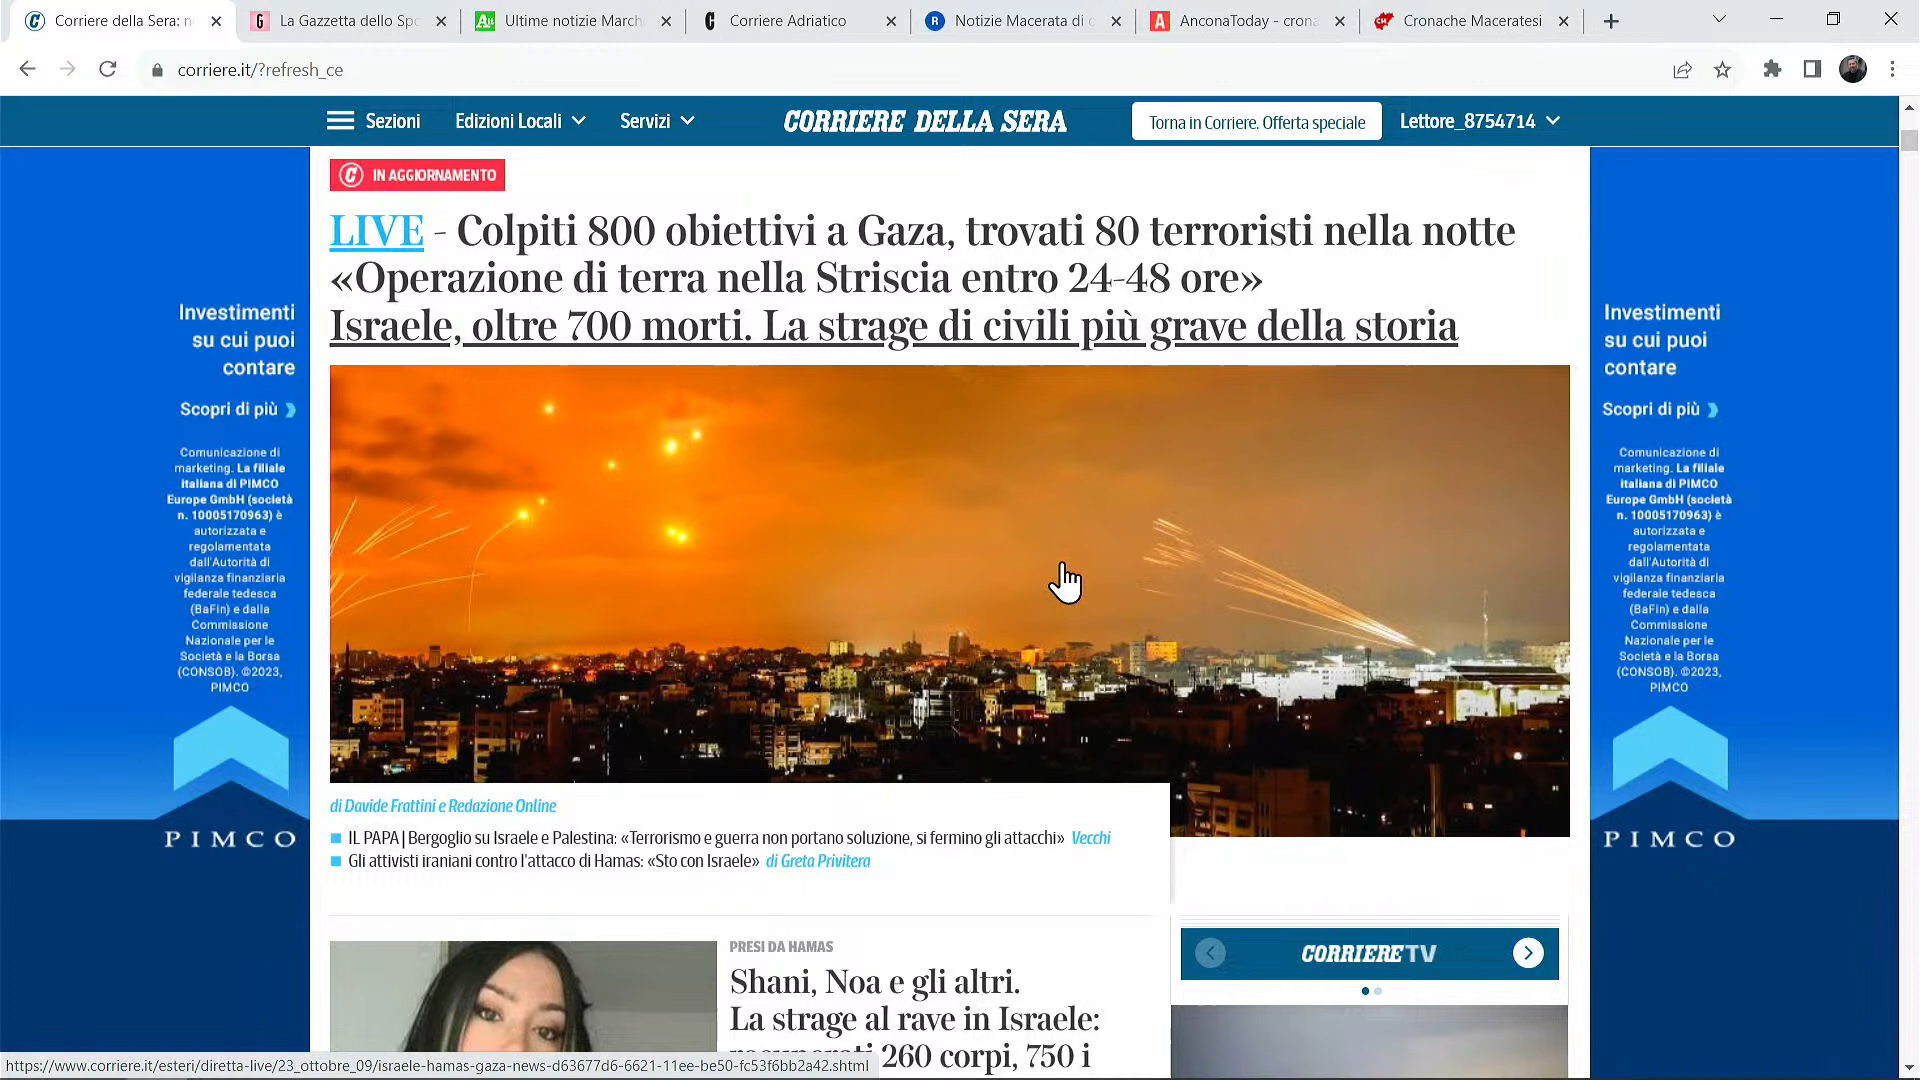 Corriere della Sera: n
La Gazzetta dello Spo
Ultime notizie March
Corriere Adriatico
Notizie Macerata di c
AnconaToday - crona
Cronache Maceratesi
corriere.it/?refresh_ce
Sezioni
Edizioni Locali
Servizi
CORRIERE DELLA SERA
Torna in Corriere. Offerta speciale
Lettore_8754714
IN AGGIORNAMENTO
LIVE - Colpiti 800 obiettivi a Gaza, trovati 80 terroristi nella notte
«Operazione di terra nella Striscia entro 24-48 ore»
Israele, oltre 700 morti. La strage di civili più grave della storia
Investimenti
su cui puoi
contare
Scopri di più
Comunicazione di
marketing. La filiale
italiana di PIMCO
Europe GmbH (società
n. 10005170963) è
autorizzata e
regolamentata
dall'Autorità di
vigilanza finanziaria
federale tedesca
(BaFin) e dalla
Commissione
Nazionale per le
Società e la Borsa
(CONSOB). ©2023,
PIMCO
PIMCO
Investimenti
su cui puoi
contare
Scopri di più
Comunicazione di
marketing. La filiale
italiana di PIMCO
Europe GmbH (società
n. 10005170963) è
autorizzata e
regolamentata
dall'Autorità di
vigilanza finanziaria
federale tedesca
(BaFin) e dalla
Commissione
Nazionale per le
Società e la Borsa
(CONSOB). ©2023,
PIMCO
PIMCO
di Davide Frattini e Redazione Online
IL PAPA | Bergoglio su Israele e Palestina: «Terrorismo e guerra non portano soluzione, si fermino gli attacchi» Vecchi
Gli attivisti iraniani contro l'attacco di Hamas: «Sto con Israele» di Greta Privitera
PRESI DA HAMAS
Shani, Noa e gli altri.
La strage al rave in Israele:
recuperati 260 corpi, 750 i
CORRIERE TV
https://www.corriere.it/esteri/diretta-live/23_ottobre_09/israele-hamas-gaza-news-d63677d6-6621-11ee-be50-fc53f6bb2a42.shtml